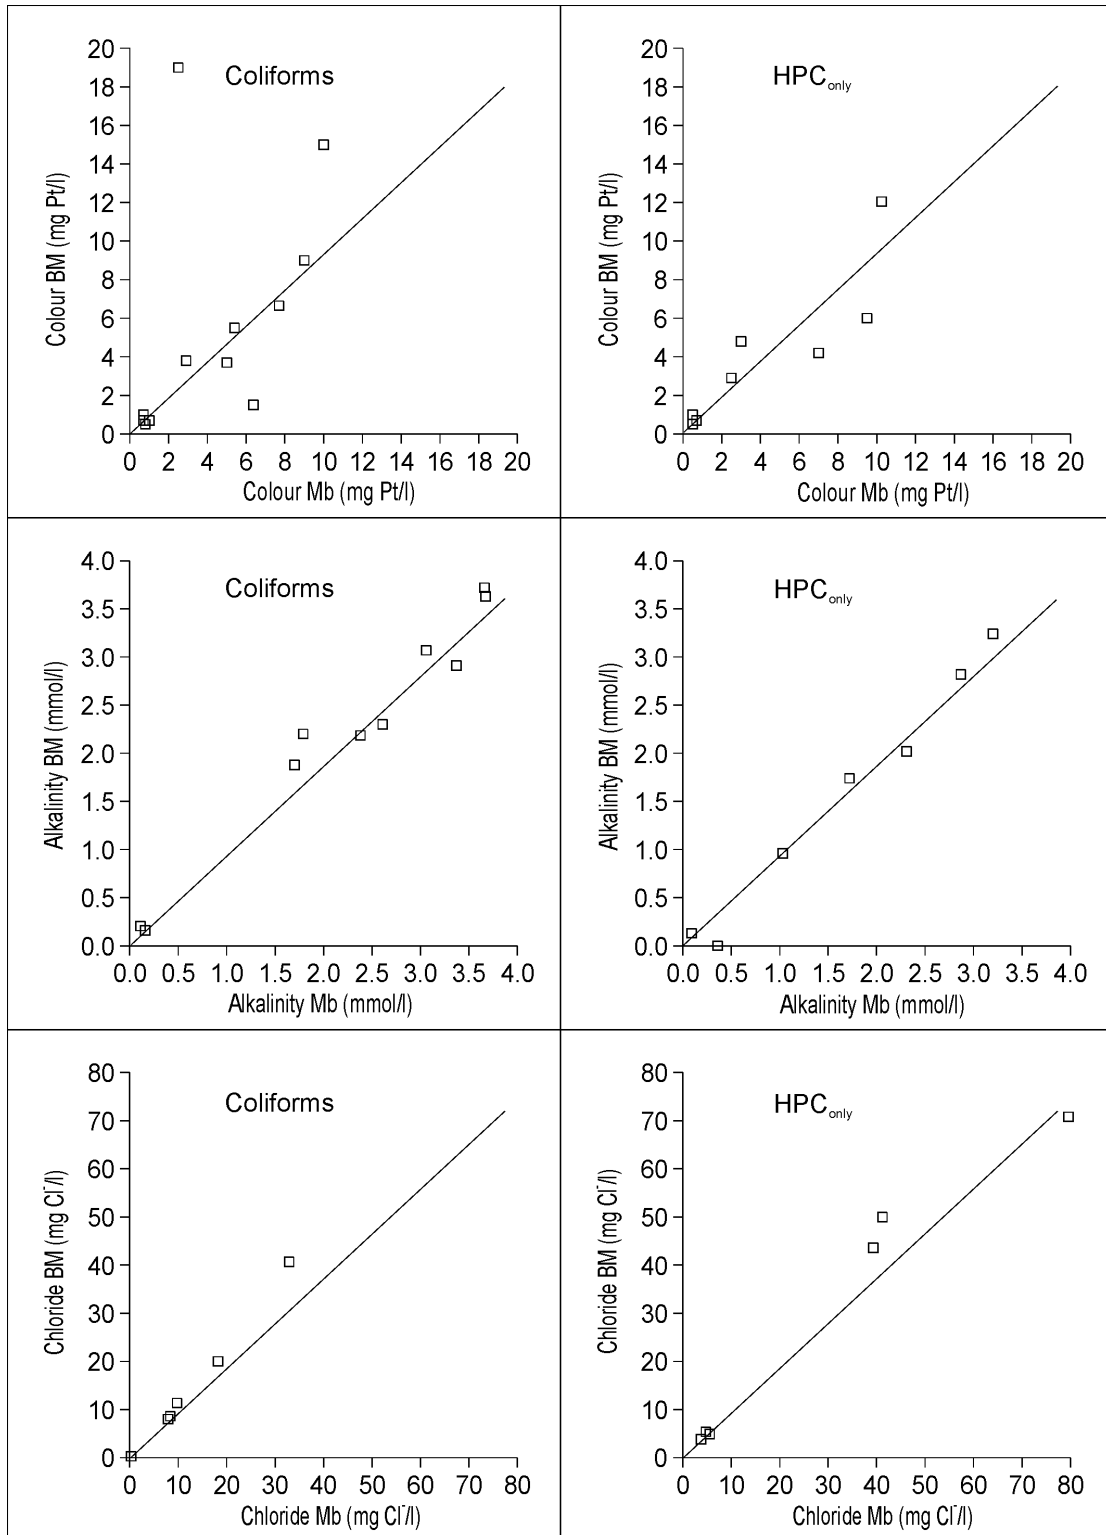 Coliforms
20
18
16
14
12
10
8
6
4
2
0
Colour BM (mg Pt/l)
0 2 4 6 8 10 12 14 16 18 20
Colour Mb (mg Pt/l)
HPConly
20
18
16
14
12
10
8
6
4
2
0
Colour BM (mg Pt/l)
0 2 4 6 8 10 12 14 16 18 20
Colour Mb (mg Pt/l)
Coliforms
4.0
3.5
3.0
2.5
2.0
1.5
1.0
0.5
0.0
Alkalinity BM (mmol/l)
0.0 0.5 1.0 1.5 2.0 2.5 3.0 3.5 4.0
Alkalinity Mb (mmol/l)
HPConly
4.0
3.5
3.0
2.5
2.0
1.5
1.0
0.5
0.0
Alkalinity BM (mmol/l)
0.0 0.5 1.0 1.5 2.0 2.5 3.0 3.5 4.0
Alkalinity Mb (mmol/l)
Coliforms
80
70
60
50
40
30
20
10
0
Chloride BM (mg Cl⁻/l)
0 10 20 30 40 50 60 70 80
Chloride Mb (mg Cl⁻/l)
HPConly
80
70
60
50
40
30
20
10
0
Chloride BM (mg Cl⁻/l)
0 10 20 30 40 50 60 70 80
Chloride Mb (mg Cl⁻/l)